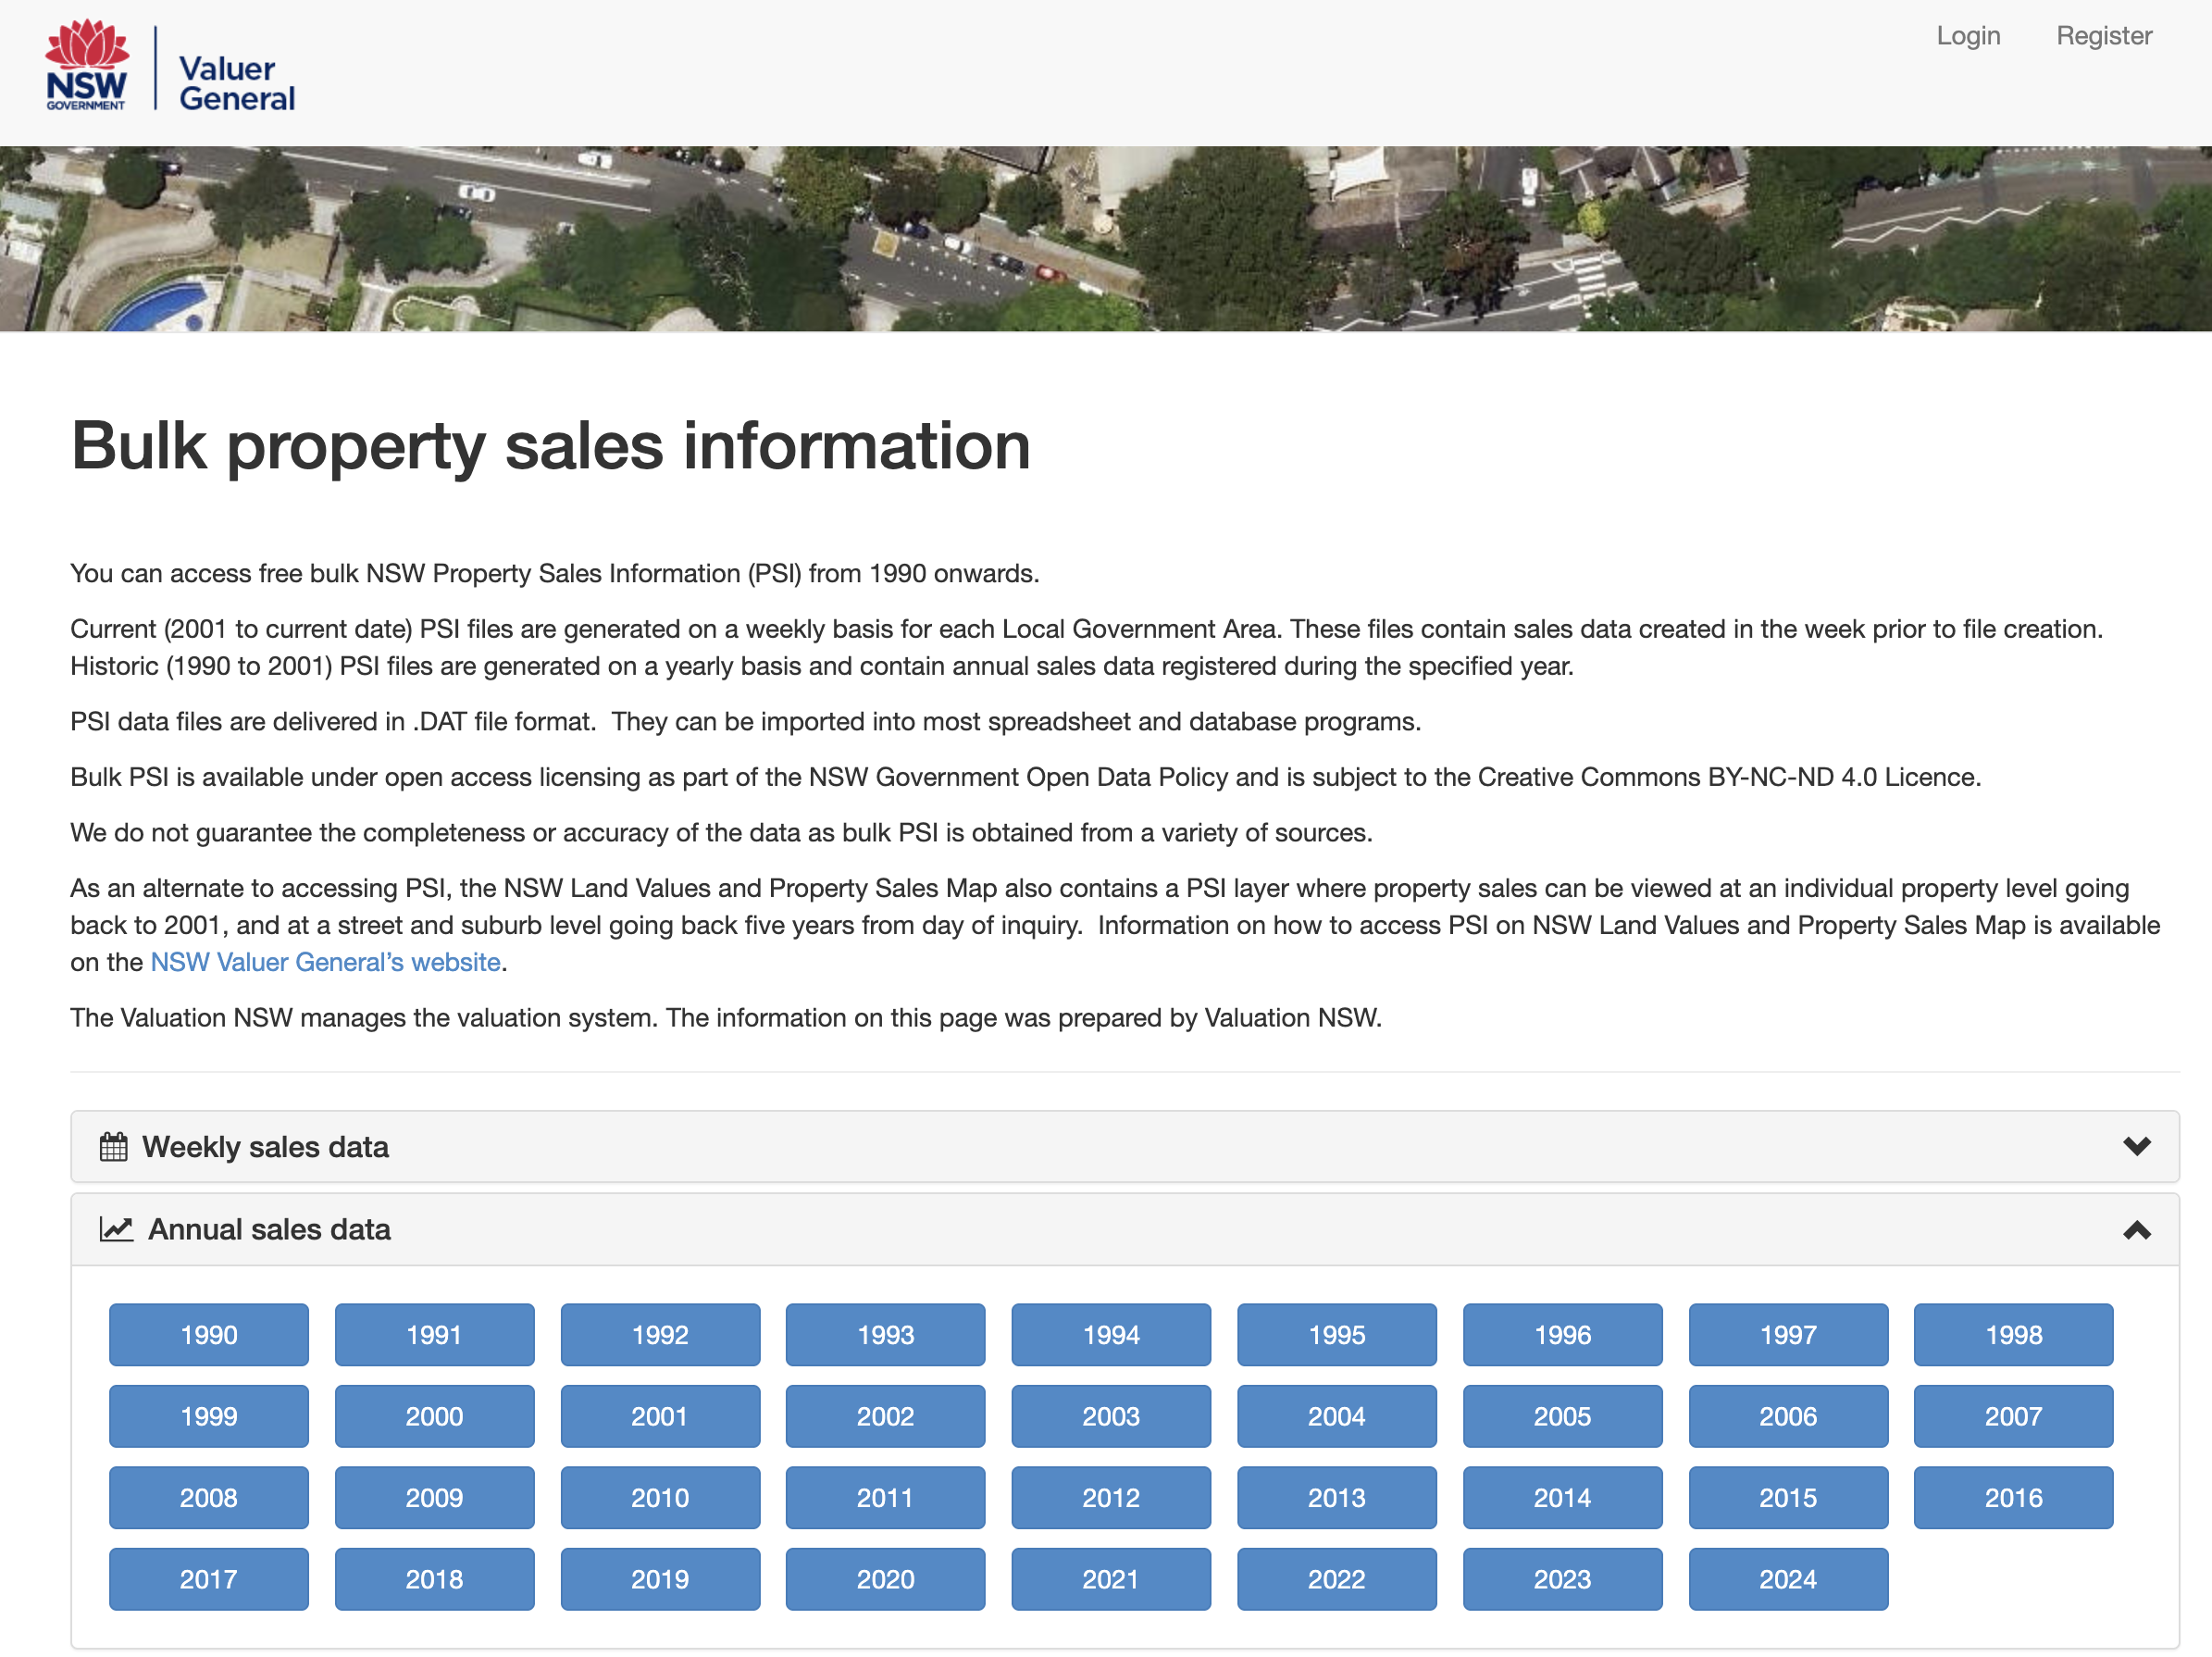 Login Register
NSW
GOVERNMENT
Valuer
General
Bulk property sales information
You can access free bulk NSW Property Sales Information (PSI) from 1990 onwards.
Current (2001 to current date) PSI files are generated on a weekly basis for each Local Government Area. These files contain sales data created in the week prior to file creation.
Historic (1990 to 2001) PSI files are generated on a yearly basis and contain annual sales data registered during the specified year.
PSI data files are delivered in .DAT file format.  They can be imported into most spreadsheet and database programs.
Bulk PSI is available under open access licensing as part of the NSW Government Open Data Policy and is subject to the Creative Commons BY-NC-ND 4.0 Licence.
We do not guarantee the completeness or accuracy of the data as bulk PSI is obtained from a variety of sources.
As an alternate to accessing PSI, the NSW Land Values and Property Sales Map also contains a PSI layer where property sales can be viewed at an individual property level going
back to 2001, and at a street and suburb level going back five years from day of inquiry.  Information on how to access PSI on NSW Land Values and Property Sales Map is available
on the NSW Valuer General’s website.
The Valuation NSW manages the valuation system. The information on this page was prepared by Valuation NSW.
Weekly sales data
Annual sales data
1990 1991 1992 1993 1994 1995 1996 1997 1998
1999 2000 2001 2002 2003 2004 2005 2006 2007
2008 2009 2010 2011 2012 2013 2014 2015 2016
2017 2018 2019 2020 2021 2022 2023 2024